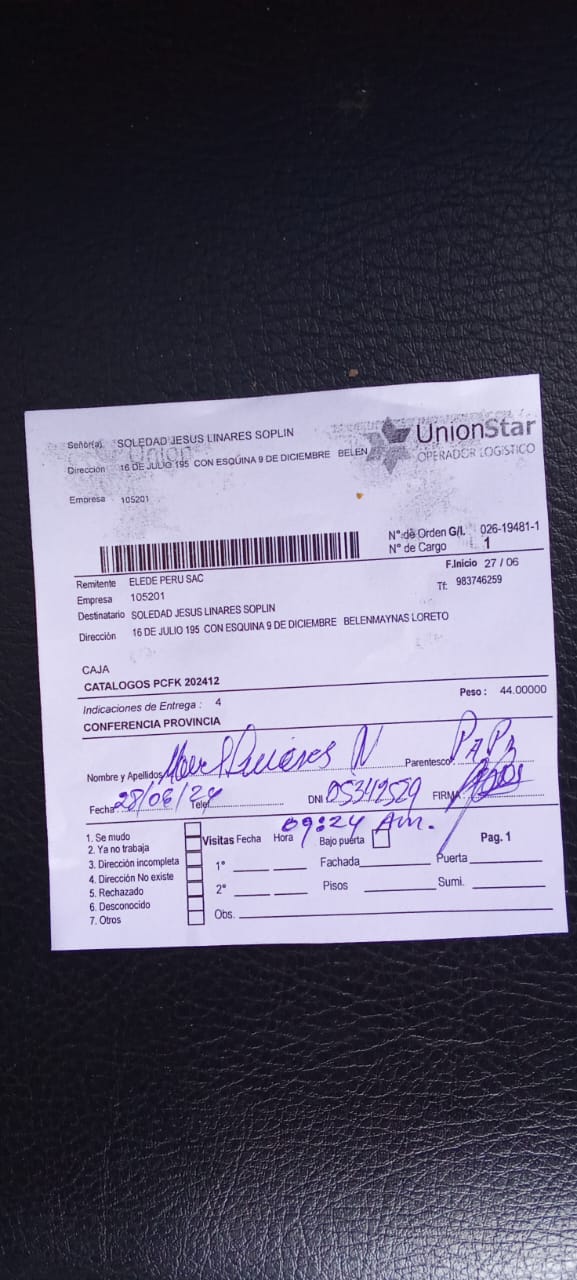 Señor(a). SOLEDAD JESUS LINARES SOPLIN
UnionStar
Dirección 16 DE JULIO 195 CON ESQUINA 9 DE DICIEMBRE BELEN
OPERADOR LOGÍSTICO
Empresa 105201
N° de Orden G/L 026-19481-1
N° de Cargo 1
Remitente ELEDE PERU SAC
F.Inicio 27 / 06
Empresa 105201
Tf. 983746259
Destinatario SOLEDAD JESUS LINARES SOPLIN
Dirección 16 DE JULIO 195 CON ESQUINA 9 DE DICIEMBRE BELENMAYNAS LORETO
CAJA
CATALOGOS PCFK 202412
Peso : 44.00000
Indicaciones de Entrega : 4
CONFERENCIA PROVINCIA
Nombre y Apellidos Linares N Parentesco. PAPA
Fecha 28/06/24 Telef. DNI 05342529 FIRMA
09:24 Am.
1. Se mudo
Visitas Fecha Hora Bajo puerta Pag. 1
2. Ya no trabaja
3. Dirección incompleta
1° Fachada Puerta
4. Dirección No existe
5. Rechazado
2° Pisos Sumi.
6. Desconocido
7. Otros
Obs.